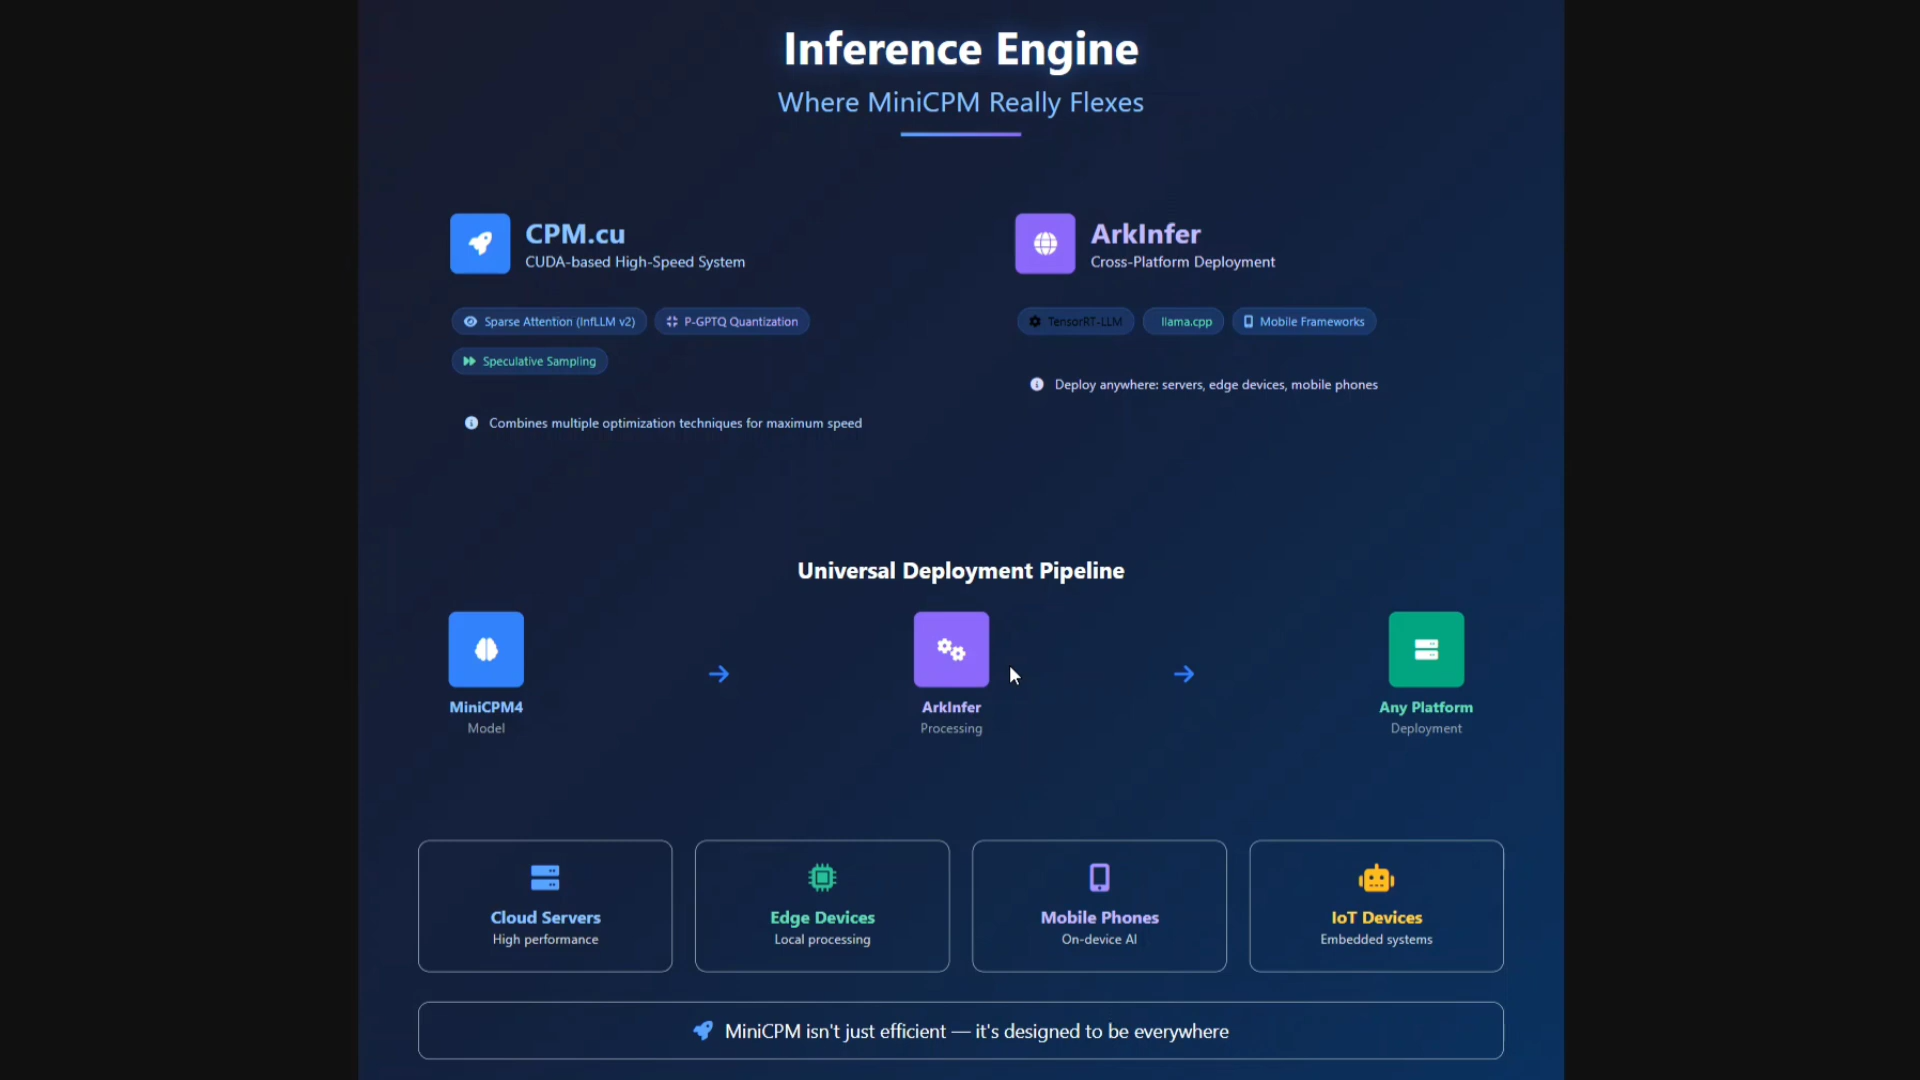 Inference Engine
Where MiniCPM Really Flexes
CPM.cu
CUDA-based High-Speed System
Sparse Attention (InfLLM v2)
P-GPTQ Quantization
Speculative Sampling
Combines multiple optimization techniques for maximum speed
ArkInfer
Cross-Platform Deployment
TensorRT-LLM
llama.cpp
Mobile Frameworks
Deploy anywhere: servers, edge devices, mobile phones
Universal Deployment Pipeline
MiniCPM4
Model
ArkInfer
Processing
Any Platform
Deployment
Cloud Servers
High performance
Edge Devices
Local processing
Mobile Phones
On-device AI
IoT Devices
Embedded systems
MiniCPM isn't just efficient — it's designed to be everywhere